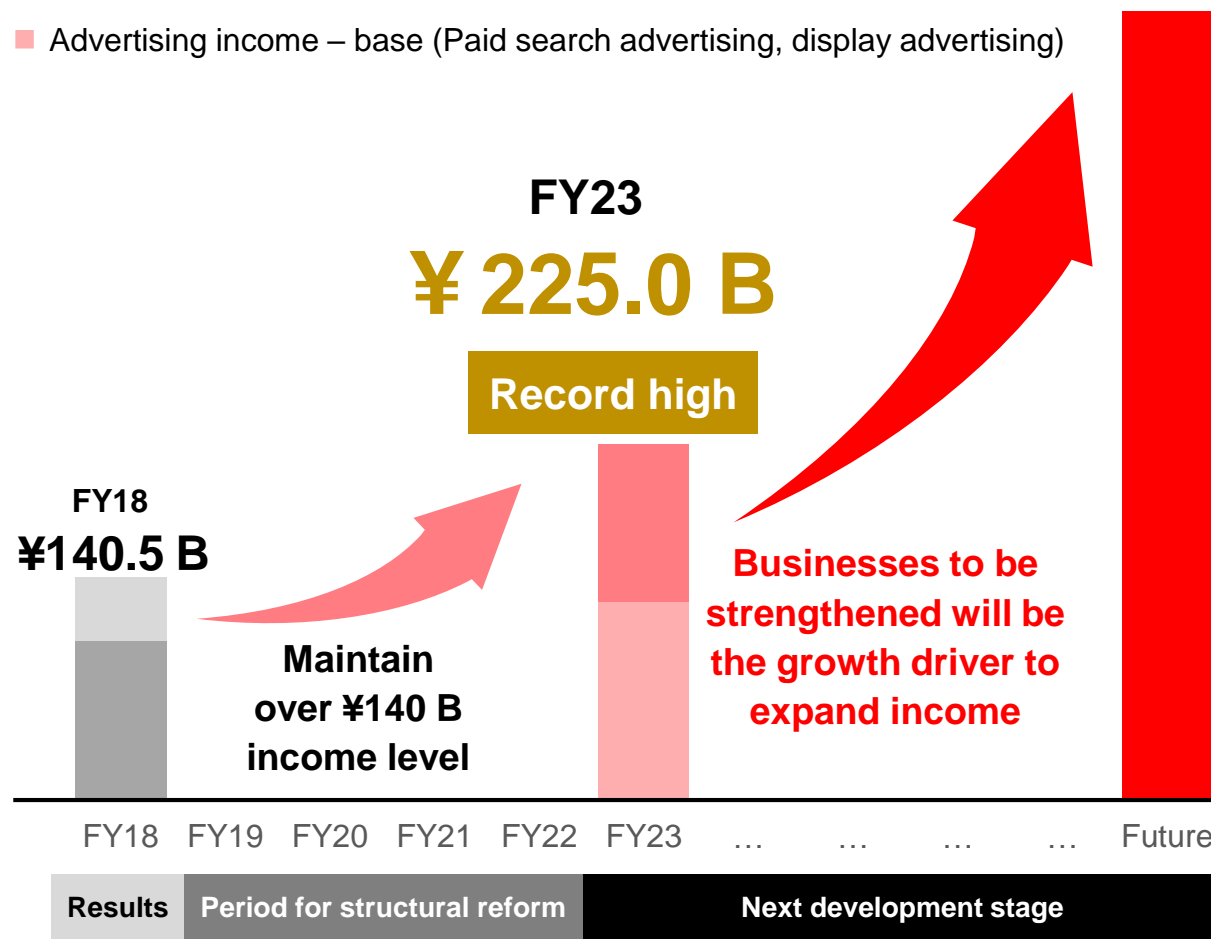 Advertising income – base (Paid search advertising, display advertising)
FY23
¥ 225.0 B
Record high
FY18
¥140.5 B
Maintain
over ¥140 B
income level
Businesses to be
strengthened will be
the growth driver to
expand income
FY18 FY19 FY20 FY21 FY22 FY23 … … … … Future
Results Period for structural reform Next development stage